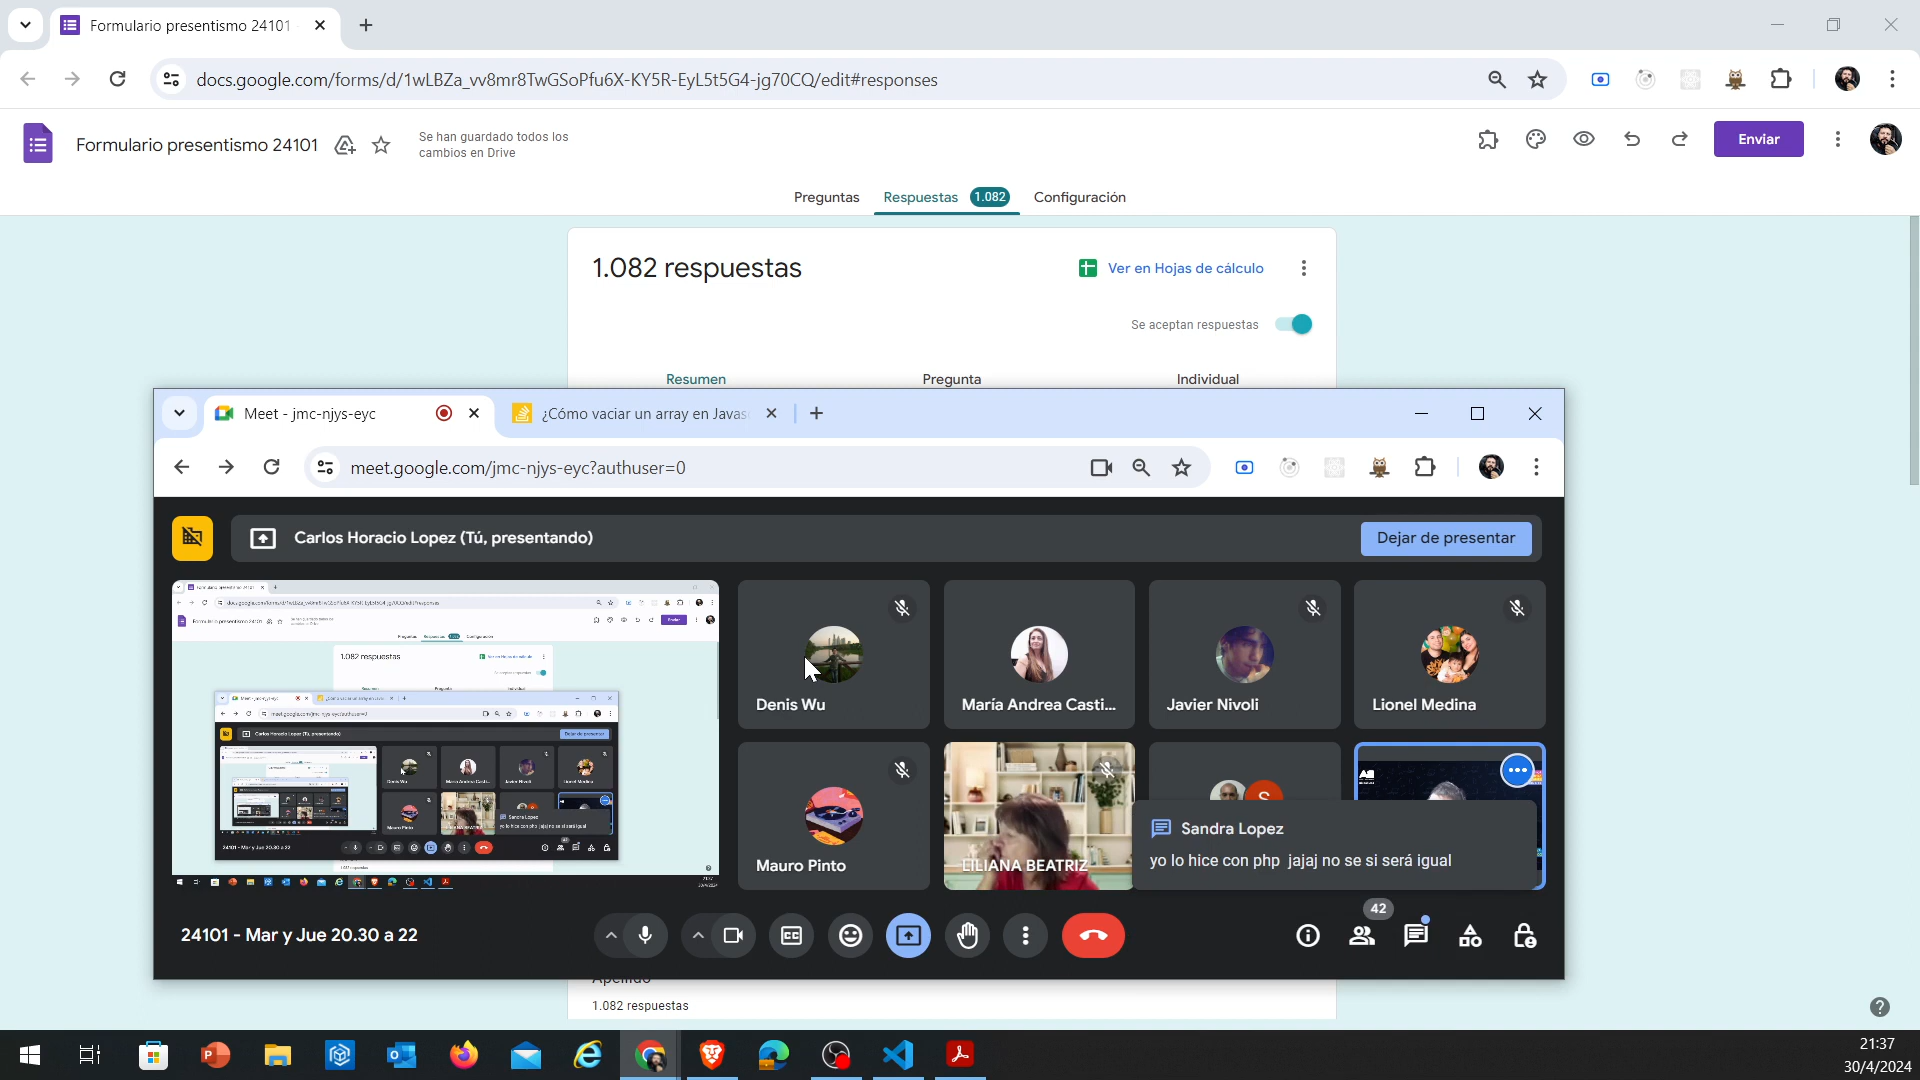 Formulario presentismo 24101
docs.google.com/forms/d/1wLBZa_vv8mr8TwGSoPfu6X-KY5R-EyL5t5G4-jg70CQ/edit#responses
Formulario presentismo 24101
Se han guardado todos los
cambios en Drive
Enviar
Preguntas
Respuestas 1.082
Configuración
1.082 respuestas
Ver en Hojas de cálculo
Se aceptan respuestas
Resumen
Pregunta
Individual
Meet - jmc-njys-eyc
¿Cómo vaciar un array en Javas
meet.google.com/jmc-njys-eyc?authuser=0
Carlos Horacio Lopez (Tú, presentando)
Dejar de presentar
Denis Wu
María Andrea Casti...
Javier Nivoli
Lionel Medina
Mauro Pinto
LILIANA BEATRIZ
S
Sandra Lopez
yo lo hice con php jajaj no se si será igual
24101 - Mar y Jue 20.30 a 22
42
Apellido
1.082 respuestas
21:37
30/4/2024